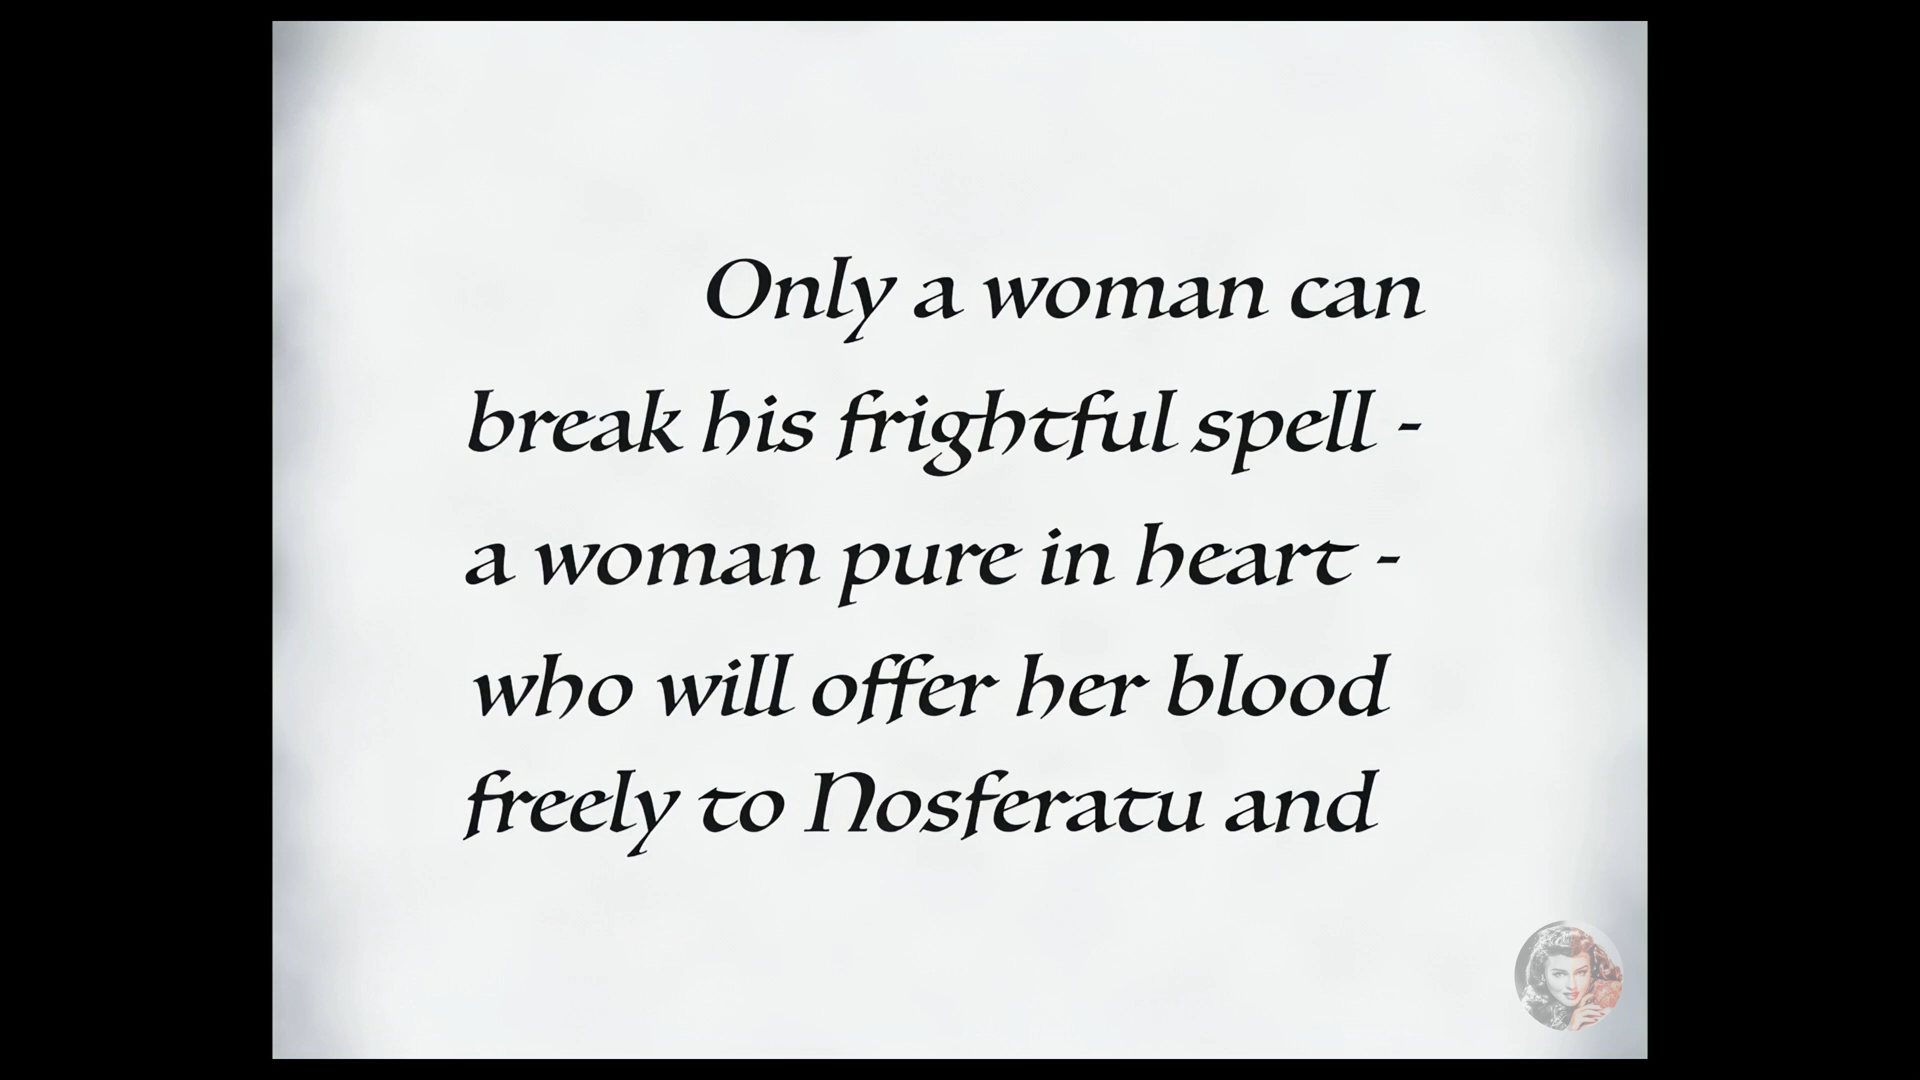 Only a woman can
break his frightful spell -
a woman pure in heart -
who will offer her blood
freely to Nosferatu and